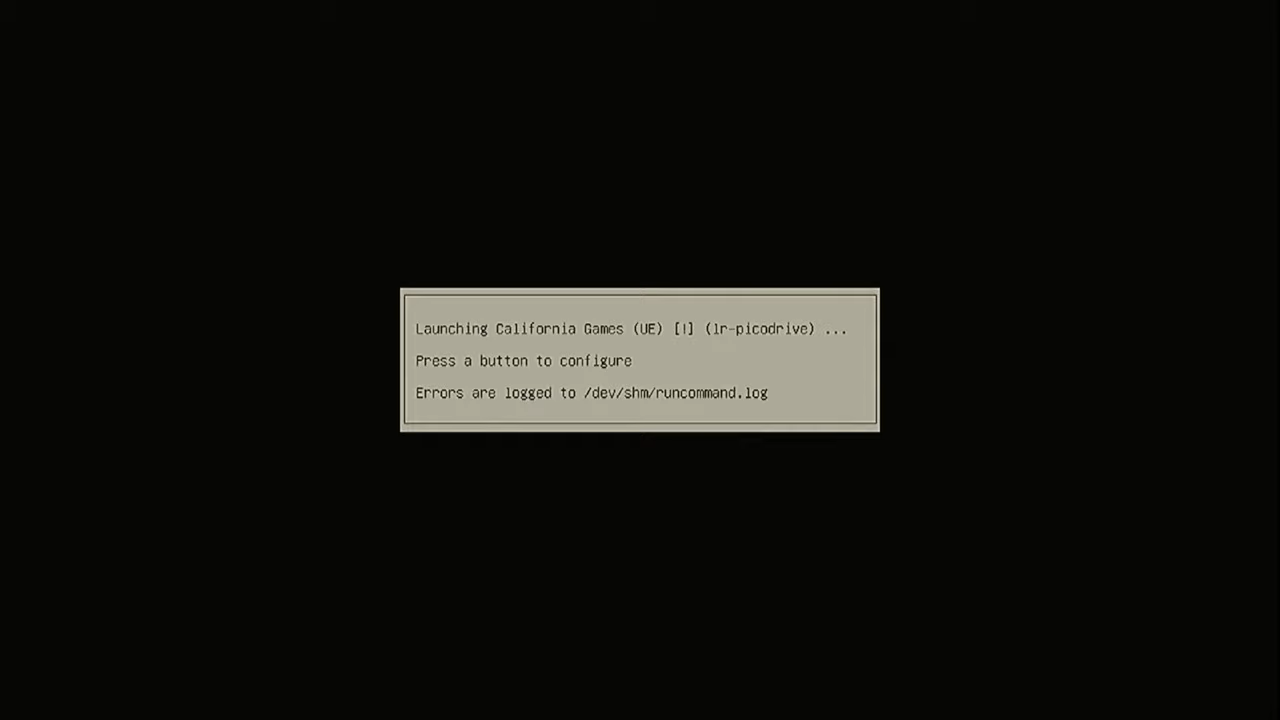 Launching California Games (UE) [!] (lr-picodrive) ...
Press a button to configure
Errors are logged to /dev/shm/runcommand.log